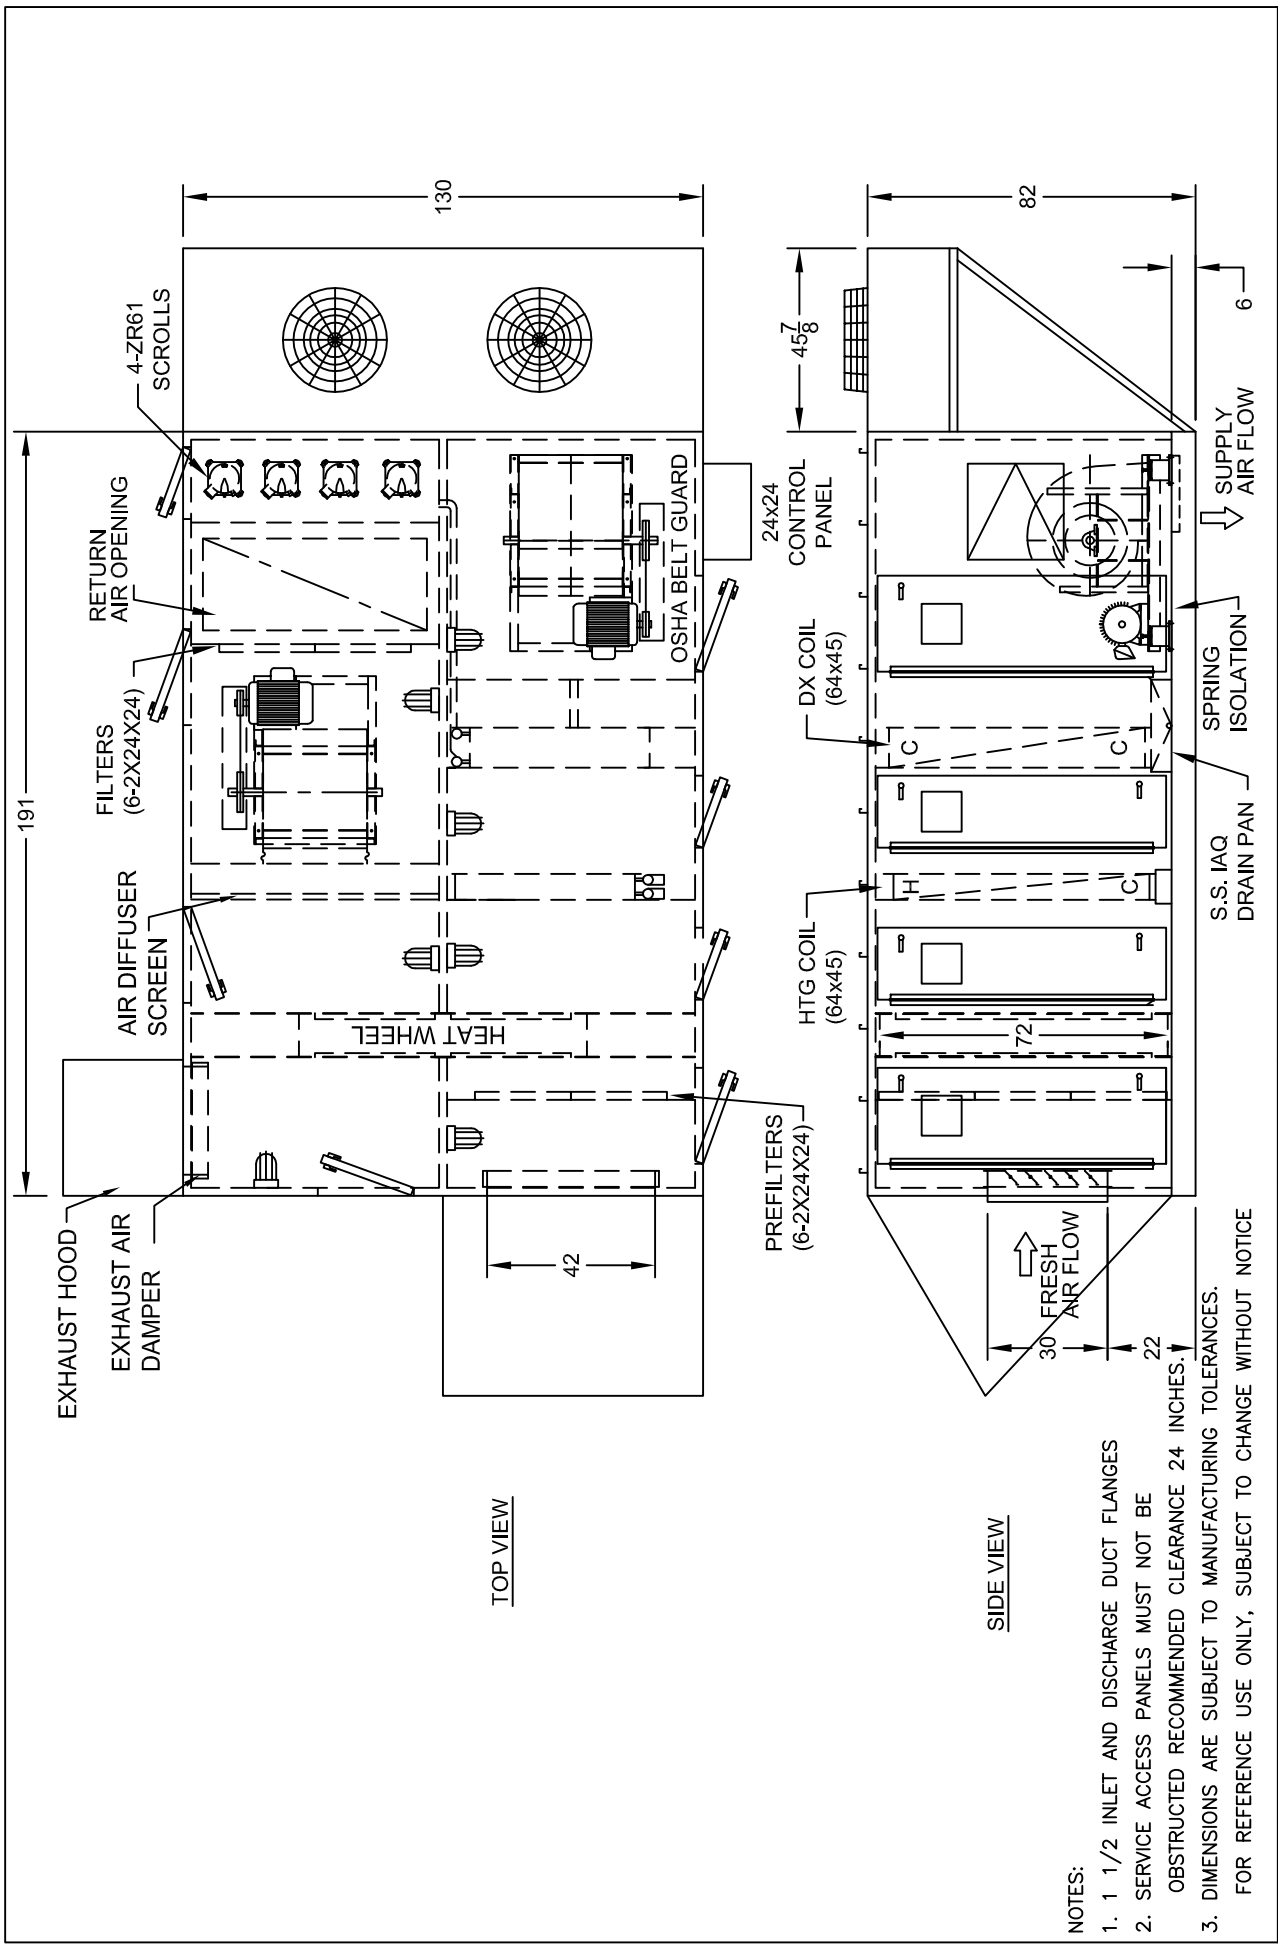 191
45 7/8
EXHAUST HOOD
EXHAUST AIR
DAMPER
AIR DIFFUSER
SCREEN
FILTERS
(6-2X24X24)
RETURN
AIR OPENING
4-ZR61
SCROLLS
130
HEAT WHEEL
42
OSHA BELT GUARD
TOP VIEW
PREFILTERS
(6-2X24X24)
HTG COIL
(64x45)
DX COIL
(64x45)
24x24
CONTROL
PANEL
82
72
H
C
C
C
FRESH
AIR FLOW
30
22
S.S. IAQ
DRAIN PAN
SPRING
ISOLATION
SUPPLY
AIR FLOW
6
SIDE VIEW
NOTES:
1. 1 1/2 INLET AND DISCHARGE DUCT FLANGES
2. SERVICE ACCESS PANELS MUST NOT BE
OBSTRUCTED RECOMMENDED CLEARANCE 24 INCHES.
3. DIMENSIONS ARE SUBJECT TO MANUFACTURING TOLERANCES.
FOR REFERENCE USE ONLY, SUBJECT TO CHANGE WITHOUT NOTICE